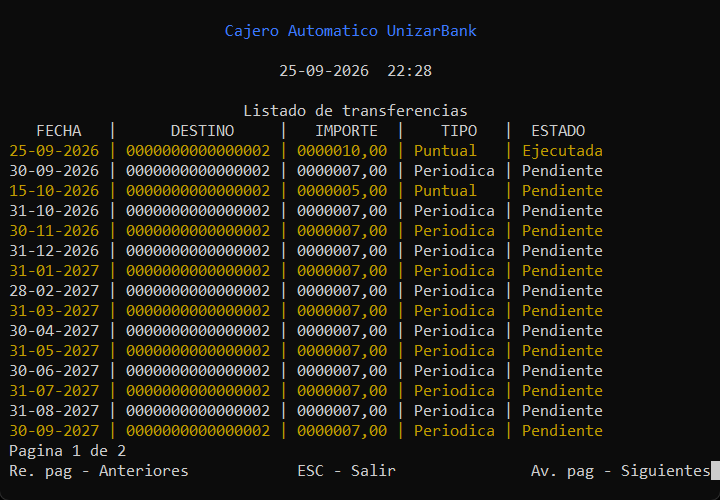 Cajero Automatico UnizarBank
25-09-2026 22:28
Listado de transferencias
FECHA | DESTINO | IMPORTE | TIPO | ESTADO
25-09-2026 | 0000000000000002 | 0000010,00 | Puntual | Ejecutada
30-09-2026 | 0000000000000002 | 0000007,00 | Periodica | Pendiente
15-10-2026 | 0000000000000002 | 0000005,00 | Puntual | Pendiente
31-10-2026 | 0000000000000002 | 0000007,00 | Periodica | Pendiente
30-11-2026 | 0000000000000002 | 0000007,00 | Periodica | Pendiente
31-12-2026 | 0000000000000002 | 0000007,00 | Periodica | Pendiente
31-01-2027 | 0000000000000002 | 0000007,00 | Periodica | Pendiente
28-02-2027 | 0000000000000002 | 0000007,00 | Periodica | Pendiente
31-03-2027 | 0000000000000002 | 0000007,00 | Periodica | Pendiente
30-04-2027 | 0000000000000002 | 0000007,00 | Periodica | Pendiente
31-05-2027 | 0000000000000002 | 0000007,00 | Periodica | Pendiente
30-06-2027 | 0000000000000002 | 0000007,00 | Periodica | Pendiente
31-07-2027 | 0000000000000002 | 0000007,00 | Periodica | Pendiente
31-08-2027 | 0000000000000002 | 0000007,00 | Periodica | Pendiente
30-09-2027 | 0000000000000002 | 0000007,00 | Periodica | Pendiente
Pagina 1 de 2
Re. pag - Anteriores ESC - Salir Av. pag - Siguientes